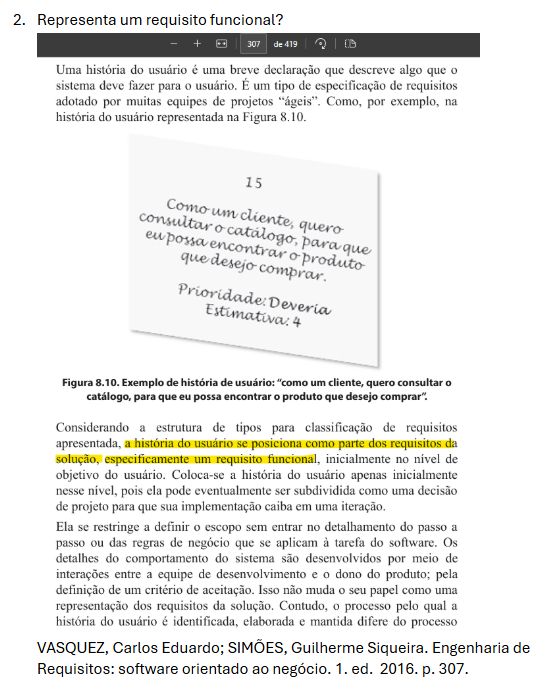 2. Representa um requisito funcional?
307 de 419
Uma história do usuário é uma breve declaração que descreve algo que o
sistema deve fazer para o usuário. É um tipo de especificação de requisitos
adotado por muitas equipes de projetos “ágeis”. Como, por exemplo, na
história do usuário representada na Figura 8.10.
15
Como um cliente, quero
consultar o catálogo, para que
eu possa encontrar o produto
que desejo comprar.
Prioridade: Deveria
Estimativa: 4
Figura 8.10. Exemplo de história de usuário: “como um cliente, quero consultar o
catálogo, para que eu possa encontrar o produto que desejo comprar”.
Considerando a estrutura de tipos para classificação de requisitos
apresentada, a história do usuário se posiciona como parte dos requisitos da
solução, especificamente um requisito funcional, inicialmente no nível de
objetivo do usuário. Coloca-se a história do usuário apenas inicialmente
nesse nível, pois ela pode eventualmente ser subdividida como uma decisão
de projeto para que sua implementação caiba em uma iteração.
Ela se restringe a definir o escopo sem entrar no detalhamento do passo a
passo ou das regras de negócio que se aplicam à tarefa do software. Os
detalhes do comportamento do sistema são desenvolvidos por meio de
interações entre a equipe de desenvolvimento e o dono do produto; pela
definição de um critério de aceitação. Isso não muda o seu papel como uma
representação dos requisitos da solução. Contudo, o processo pelo qual a
história do usuário é identificada, elaborada e mantida difere do processo
VASQUEZ, Carlos Eduardo; SIMÕES, Guilherme Siqueira. Engenharia de
Requisitos: software orientado ao negócio. 1. ed. 2016. p. 307.